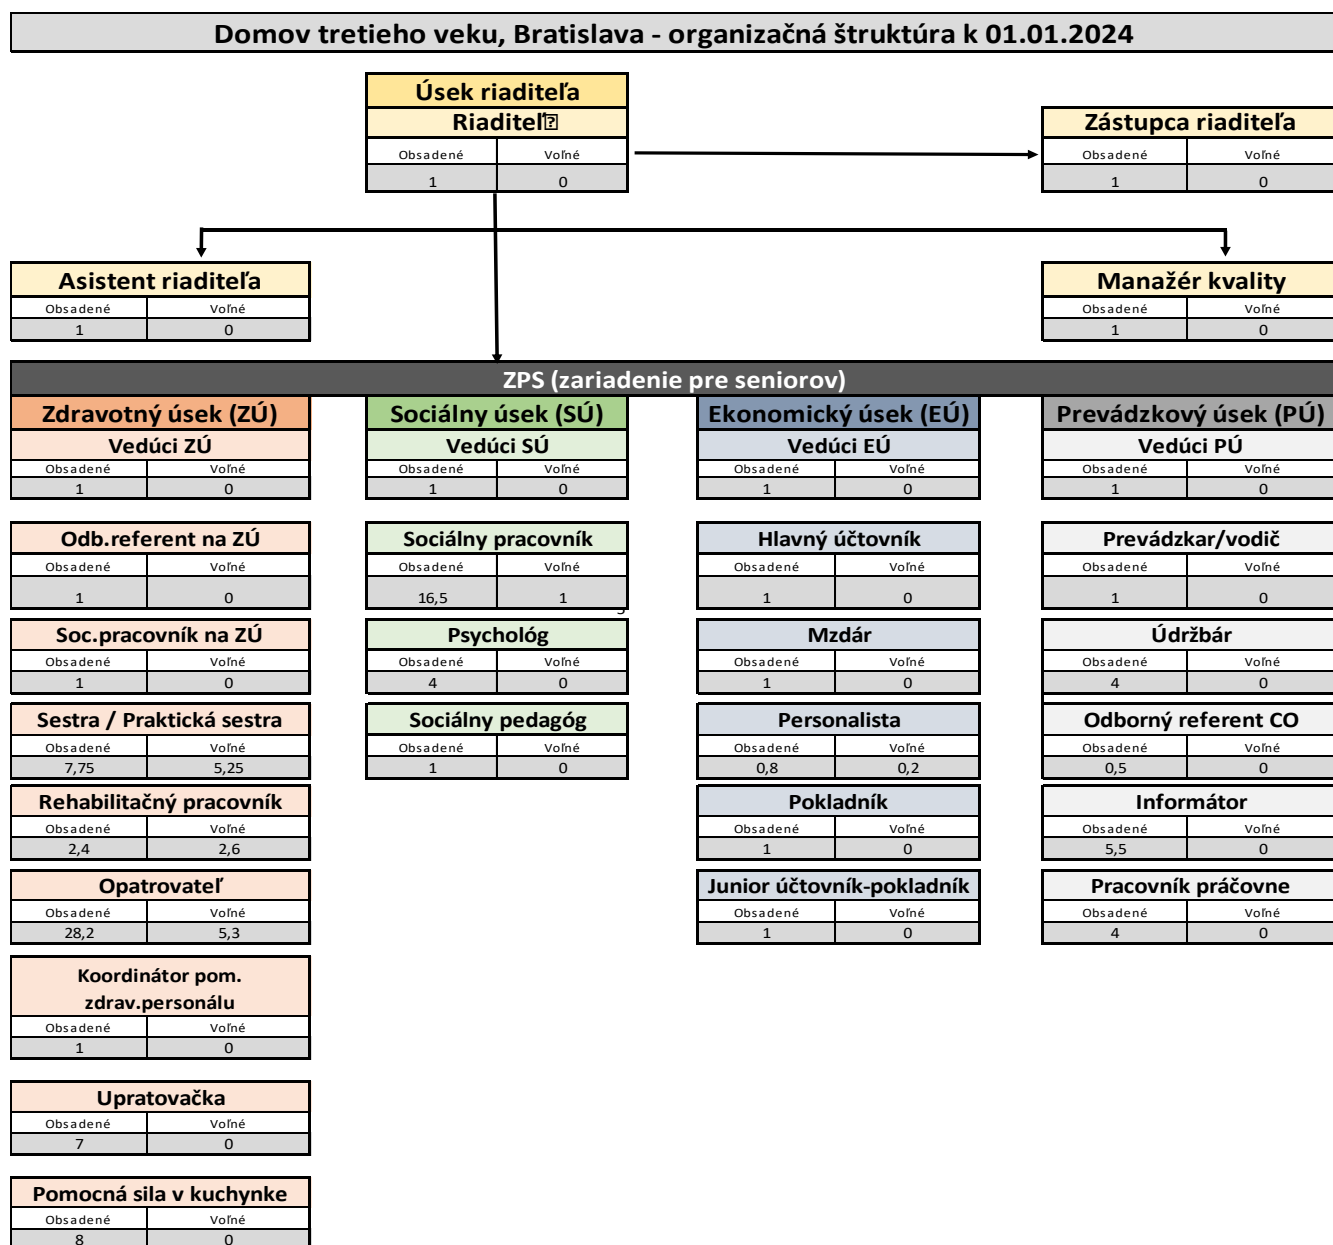 Domov tretieho veku, Bratislava - organizačná štruktúra k 01.01.2024
Úsek riaditeľa
Riaditeľ
Obsadené Voľné
1 0
Zástupca riaditeľa
Obsadené Voľné
1 0
Asistent riaditeľa
Obsadené Voľné
1 0
Manažér kvality
Obsadené Voľné
1 0
ZPS (zariadenie pre seniorov)
Zdravotný úsek (ZÚ)
Vedúci ZÚ
Obsadené Voľné
1 0
Odb.referent na ZÚ
Obsadené Voľné
1 0
Soc.pracovník na ZÚ
Obsadené Voľné
1 0
Sestra / Praktická sestra
Obsadené Voľné
7,75 5,25
Rehabilitačný pracovník
Obsadené Voľné
2,4 2,6
Opatrovateľ
Obsadené Voľné
28,2 5,3
Koordinátor pom.
zdrav.personálu
Obsadené Voľné
1 0
Upratovačka
Obsadené Voľné
7 0
Pomocná sila v kuchynke
Obsadené Voľné
8 0
Sociálny úsek (SÚ)
Vedúci SÚ
Obsadené Voľné
1 0
Sociálny pracovník
Obsadené Voľné
16,5 1
Psychológ
Obsadené Voľné
4 0
Sociálny pedagóg
Obsadené Voľné
1 0
Ekonomický úsek (EÚ)
Vedúci EÚ
Obsadené Voľné
1 0
Hlavný účtovník
Obsadené Voľné
1 0
Mzdár
Obsadené Voľné
1 0
Personalista
Obsadené Voľné
0,8 0,2
Pokladník
Obsadené Voľné
1 0
Junior účtovník-pokladník
Obsadené Voľné
1 0
Prevádzkový úsek (PÚ)
Vedúci PÚ
Obsadené Voľné
1 0
Prevádzkar/vodič
Obsadené Voľné
1 0
Údržbár
Obsadené Voľné
4 0
Odborný referent CO
Obsadené Voľné
0,5 0
Informátor
Obsadené Voľné
5,5 0
Pracovník práčovne
Obsadené Voľné
4 0